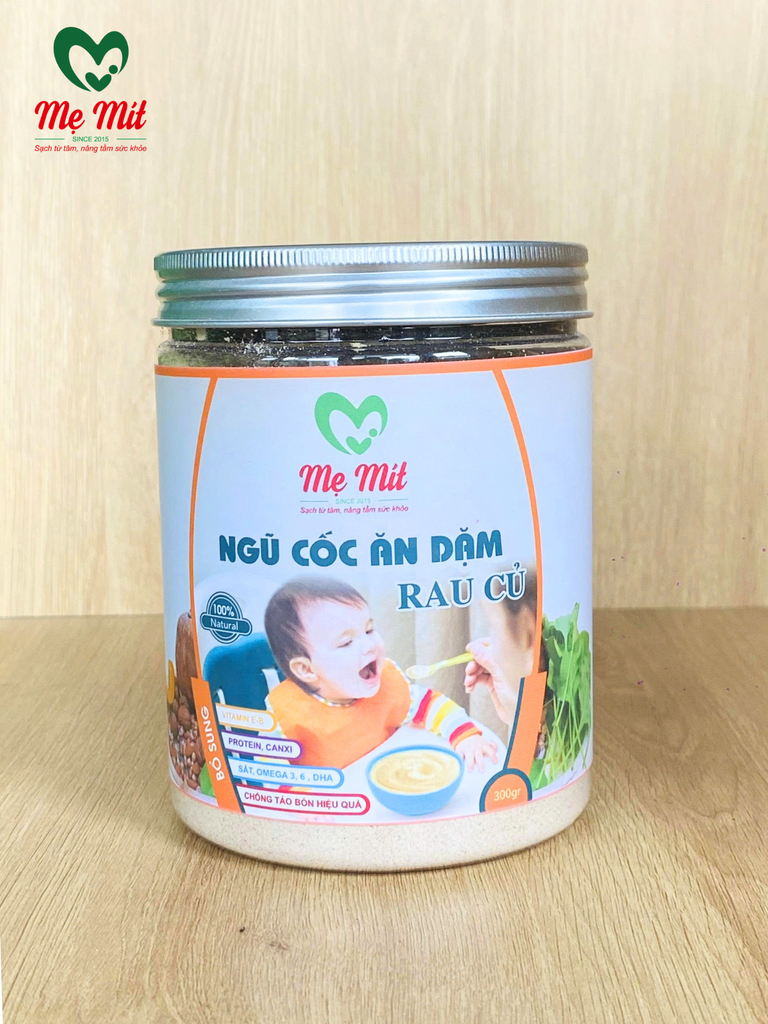 Mẹ Mít
SINCE 2015
Sạch từ tâm, nâng tầm sức khỏe
Mẹ Mít
SINCE 2015
Sạch từ tâm, nâng tầm sức khỏe
NGŨ CỐC ĂN DẶM
RAU CỦ
100%
Natural
BỔ SUNG
VITAMIN E-B
PROTEIN, CANXI
SẮT, OMEGA 3, 6 , DHA
CHỐNG TÁO BÓN HIỆU QUẢ
300gr